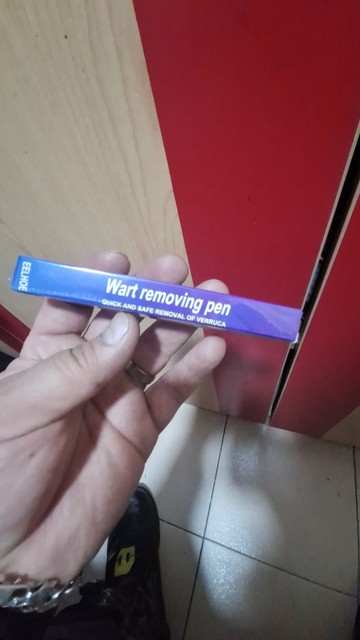 EELHOE
Wart removing pen
QUICK AND SAFE REMOVAL OF VERRUCA